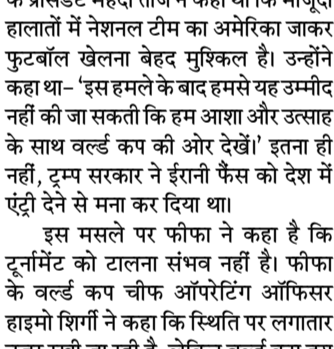 के प्रेसिडेंट मेहदी ताज ने कहा था कि मौजूदा
हालातों में नेशनल टीम का अमेरिका जाकर
फुटबॉल खेलना बेहद मुश्किल है। उन्होंने
कहा था- ‘इस हमले के बाद हमसे यह उम्मीद
नहीं की जा सकती कि हम आशा और उत्साह
के साथ वर्ल्ड कप की ओर देखें।’ इतना ही
नहीं, ट्रम्प सरकार ने ईरानी फैंस को देश में
एंट्री देने से मना कर दिया था।
इस मसले पर फीफा ने कहा है कि
टूर्नामेंट को टालना संभव नहीं है। फीफा
के वर्ल्ड कप चीफ ऑपरेटिंग ऑफिसर
हाइमो शिर्गी ने कहा कि स्थिति पर लगातार